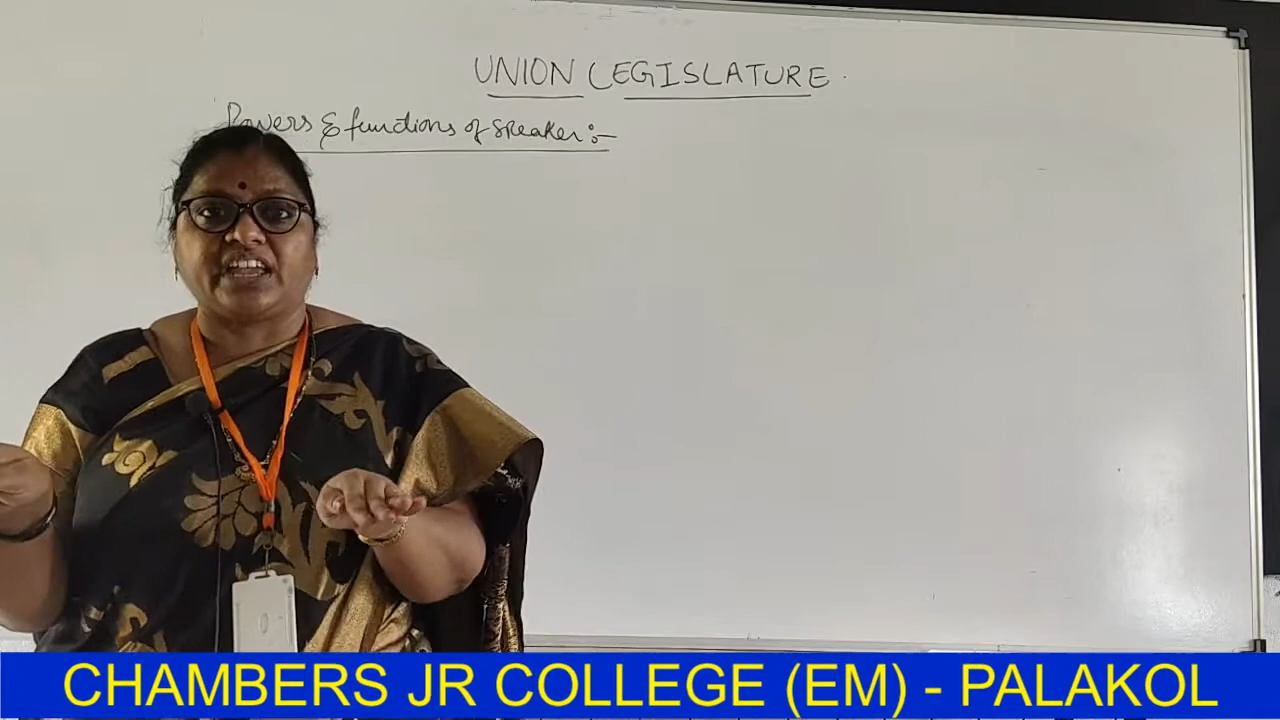 UNION LEGISLATURE
Powers & functions of Speaker:-
CHAMBERS JR COLLEGE (EM) - PALAKOL